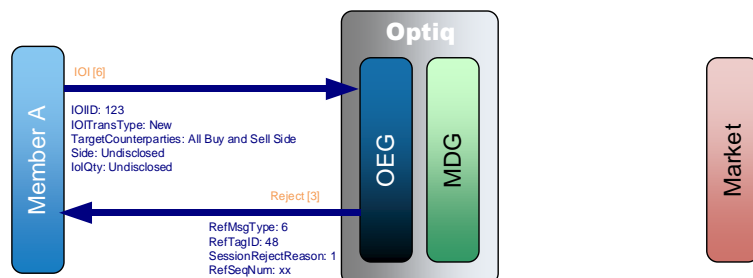 Optiq
IOI [6]
Member A
IOIID: 123
IOITransType: New
TargetCounterparties: All Buy and Sell Side
Side: Undisclosed
IoIQty: Undisclosed
OEG
MDG
Market
Reject [3]
RefMsgType: 6
RefTagID: 48
SessionRejectReason: 1
RefSeqNum: xx